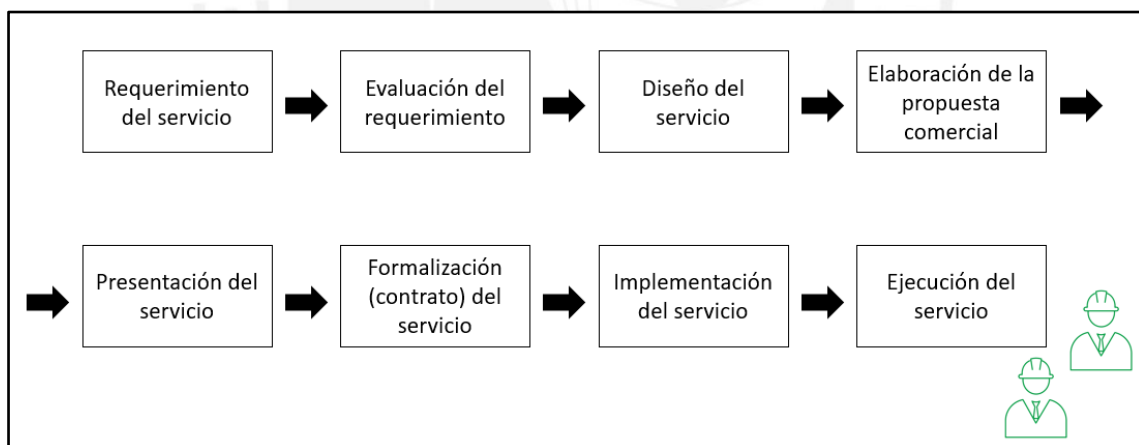 Requerimiento
del servicio
Evaluación del
requerimiento
Diseño del
servicio
Elaboración de la
propuesta
comercial
Presentación del
servicio
Formalización
(contrato) del
servicio
Implementación
del servicio
Ejecución del
servicio